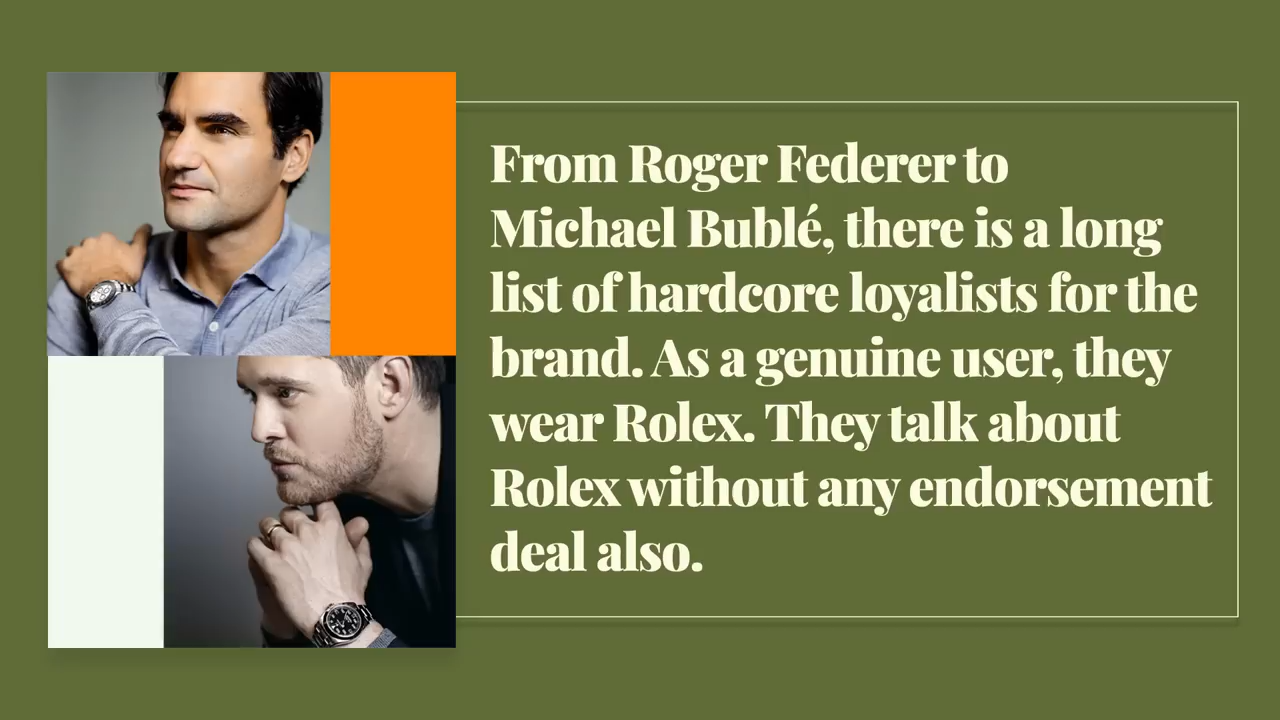 From Roger Federer to
Michael Bublé, there is a long
list of hardcore loyalists for the
brand. As a genuine user, they
wear Rolex. They talk about
Rolex without any endorsement
deal also.